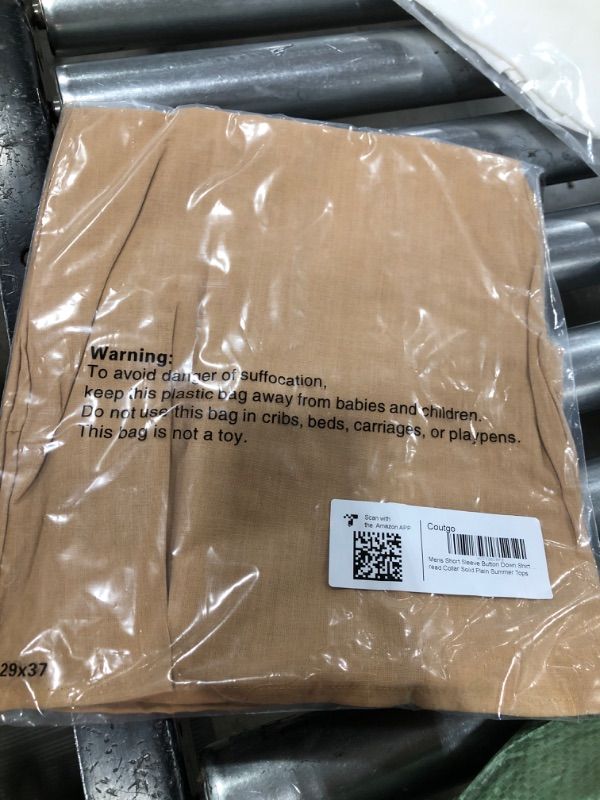 Warning:
To avoid danger of suffocation,
keep this plastic bag away from babies and children.
Do not use this bag in cribs, beds, carriages, or playpens.
This bag is not a toy.
Scan with
the Amazon APP
Coutgo
Mens Short Sleeve Button Down Shirt
read Collar Solid Plain Summer Tops
29x37